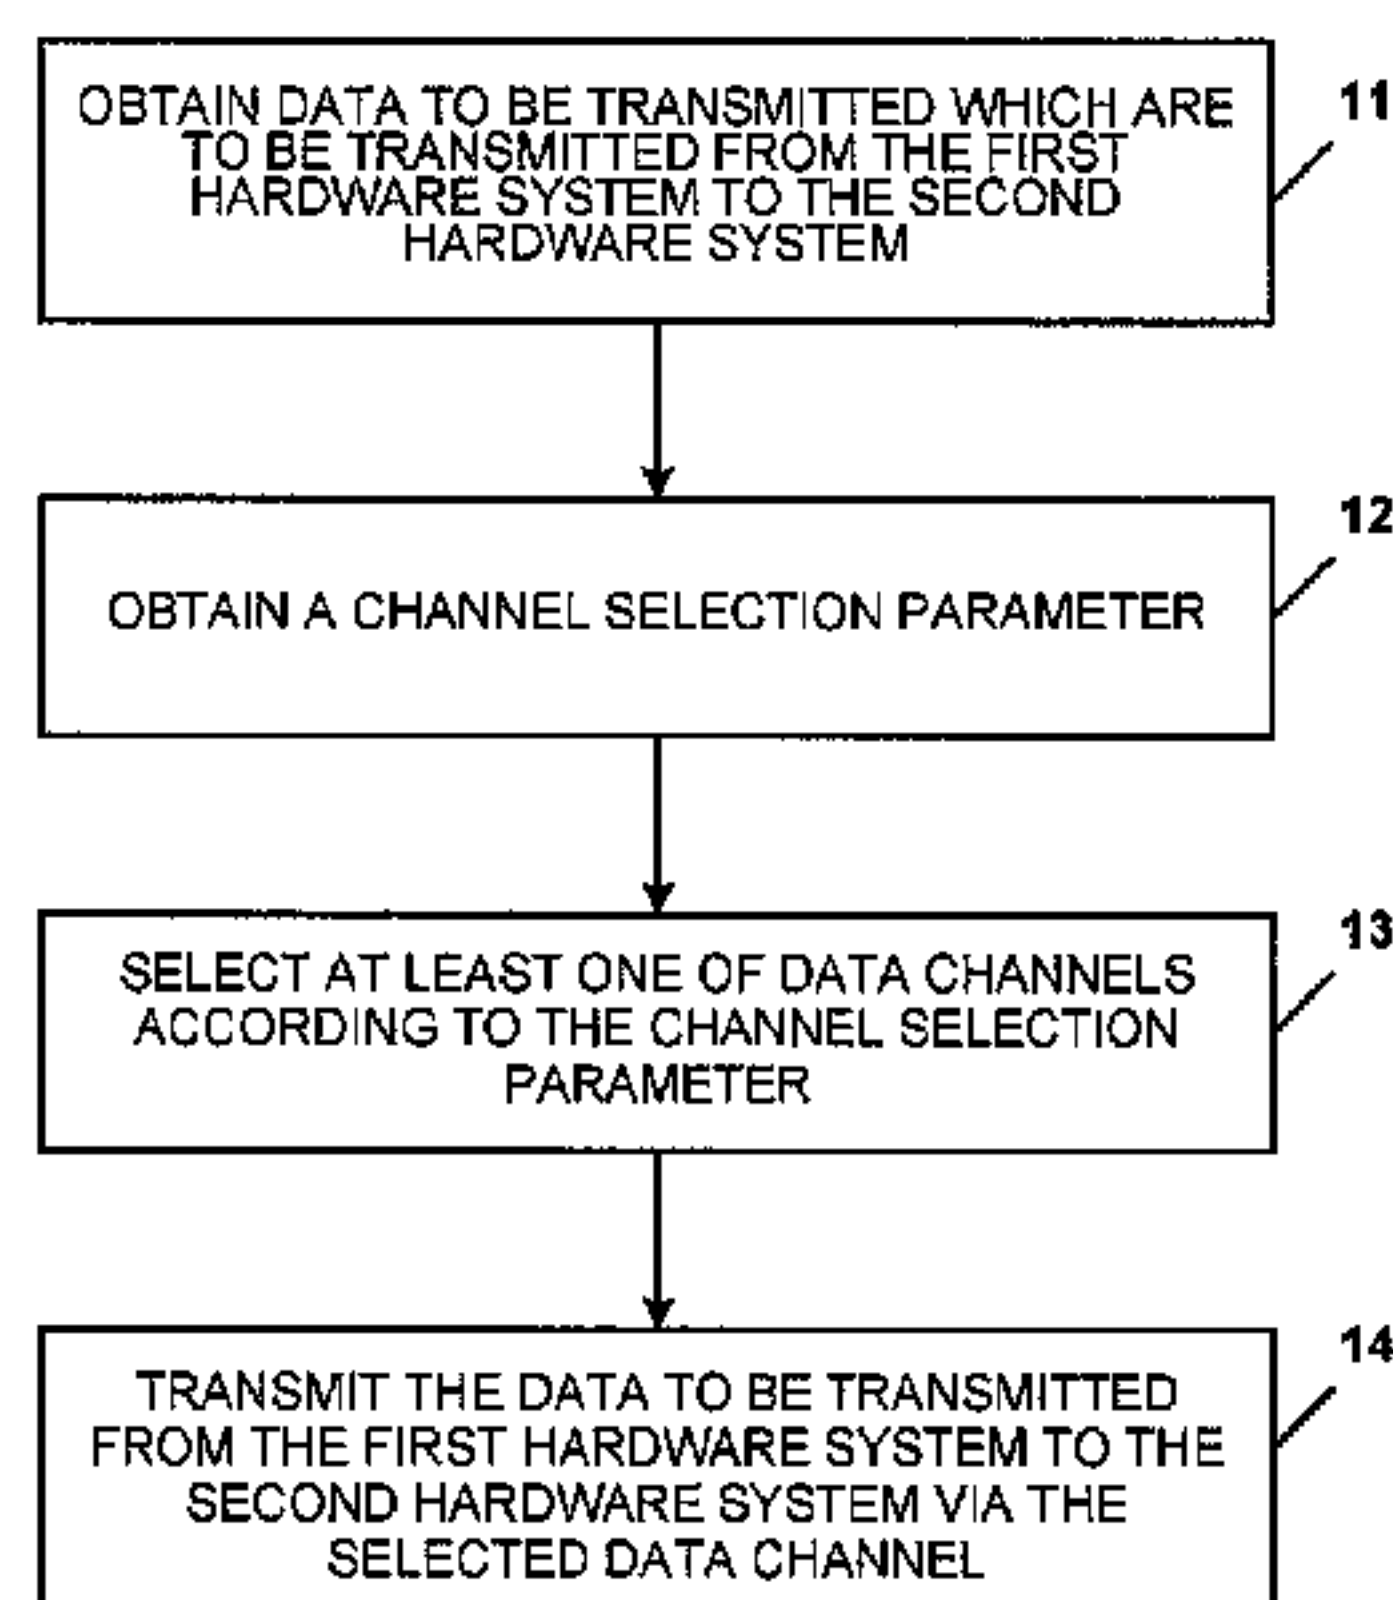 OBTAIN DATA TO BE TRANSMITTED WHICH ARE
TO BE TRANSMITTED FROM THE FIRST
HARDWARE SYSTEM TO THE SECOND
HARDWARE SYSTEM
11
OBTAIN A CHANNEL SELECTION PARAMETER
12
SELECT AT LEAST ONE OF DATA CHANNELS
ACCORDING TO THE CHANNEL SELECTION
PARAMETER
13
TRANSMIT THE DATA TO BE TRANSMITTED
FROM THE FIRST HARDWARE SYSTEM TO THE
SECOND HARDWARE SYSTEM VIA THE
SELECTED DATA CHANNEL
14